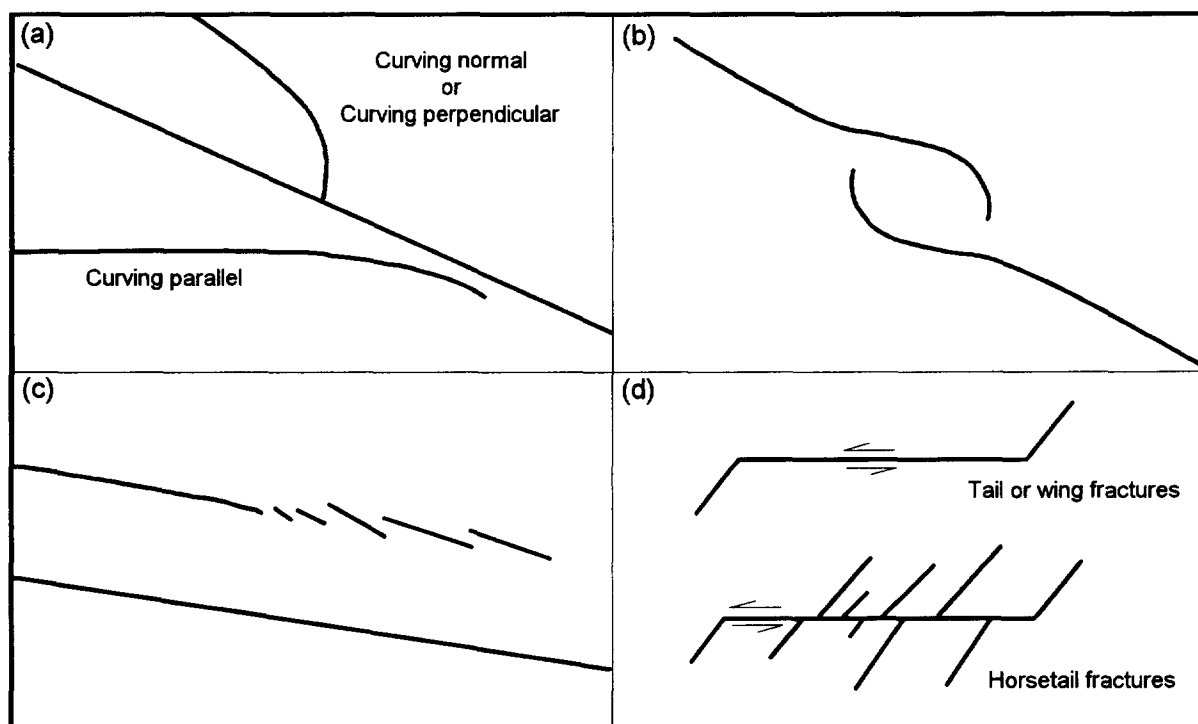 (a)
Curving normal
or
Curving perpendicular
Curving parallel
(b)
(c)
(d)
Tail or wing fractures
Horsetail fractures